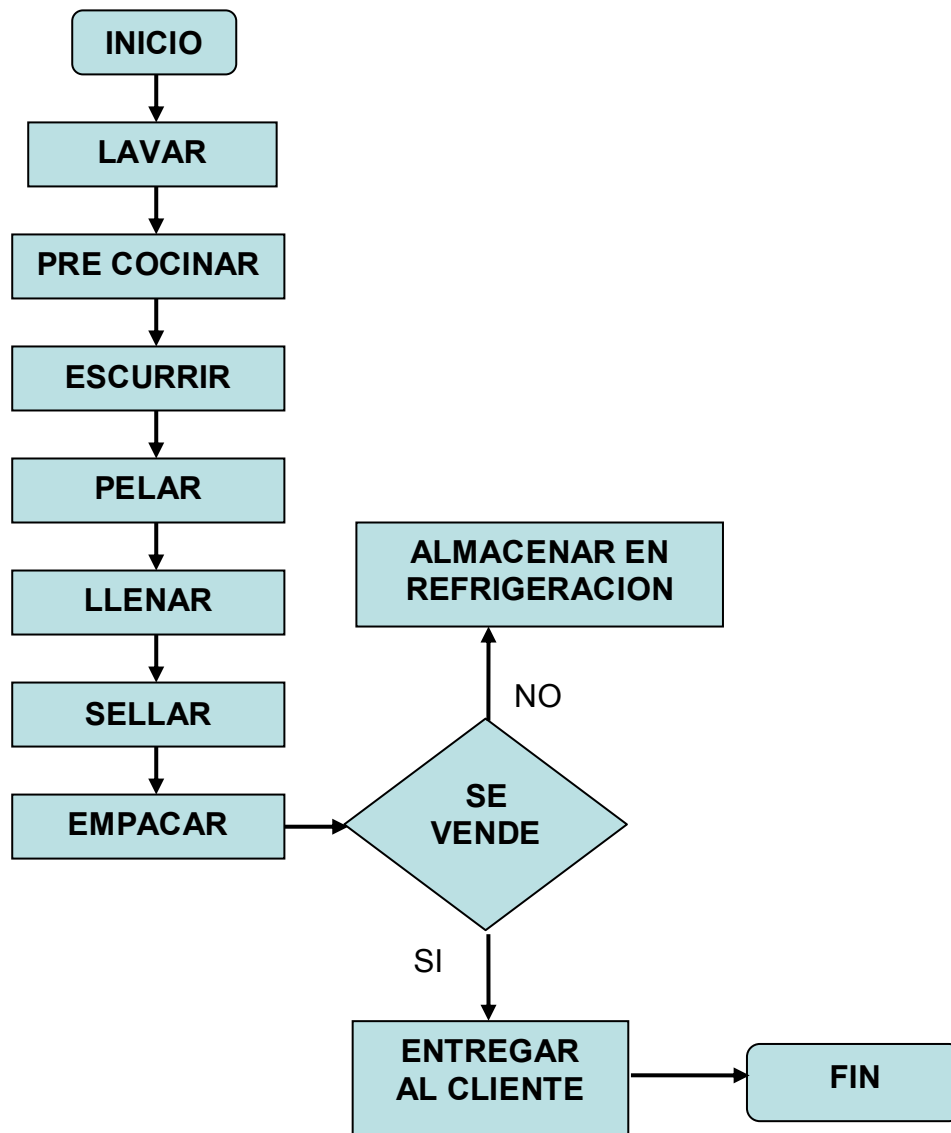 INICIO
LAVAR
PRE COCINAR
ESCURRIR
PELAR
LLENAR
SELLAR
EMPACAR
SE
VENDE
NO
ALMACENAR EN
REFRIGERACION
SI
ENTREGAR
AL CLIENTE
FIN